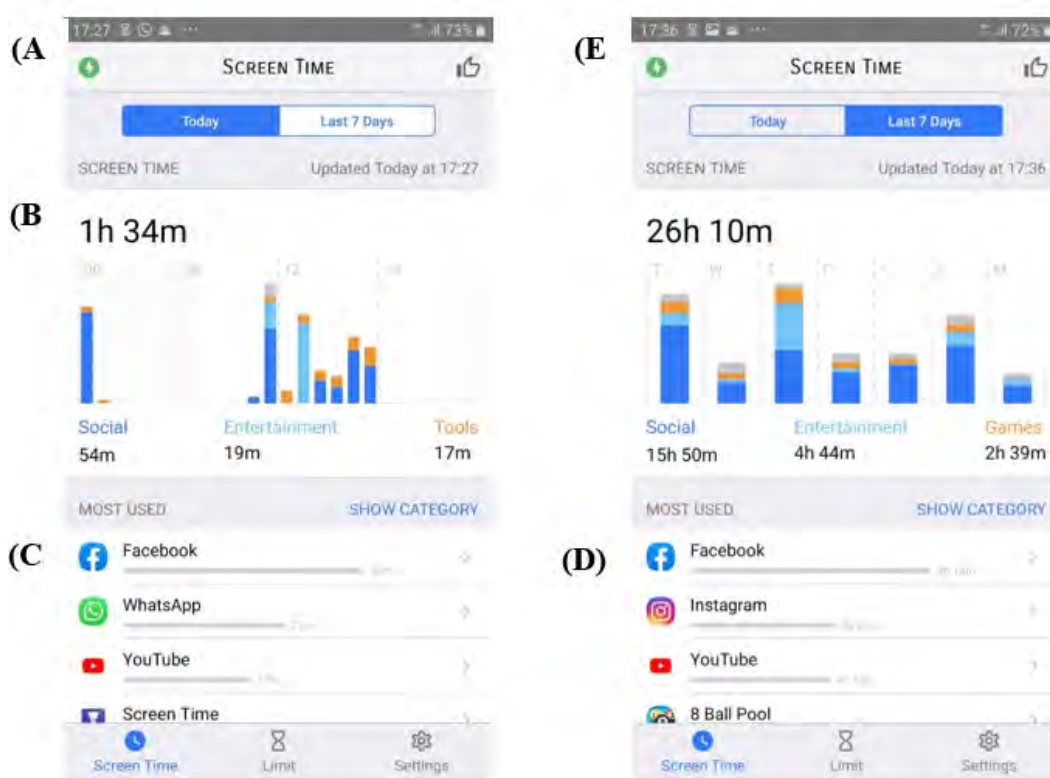 (A
17:27
73%
SCREEN TIME
Today
Last 7 Days
SCREEN TIME
Updated Today at 17:27
(B
1h 34m
12
Social
Entertainment
Tools
54m
19m
17m
MOST USED
SHOW CATEGORY
(C
Facebook
WhatsApp
YouTube
Screen Time
Screen Time
Limit
Settings
(E
17:36
72%
SCREEN TIME
Today
Last 7 Days
SCREEN TIME
Updated Today at 17:36
26h 10m
T
W
T
F
M
Social
Entertainment
Games
15h 50m
4h 44m
2h 39m
MOST USED
SHOW CATEGORY
(D)
Facebook
Instagram
YouTube
8 Ball Pool
Screen Time
Limit
Settings